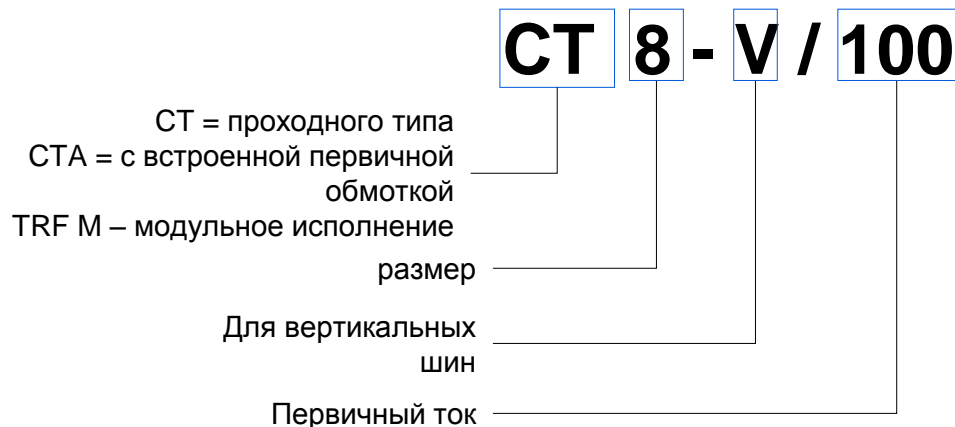 CT 8 - V / 100
CT = проходного типа
CTA = с встроенной первичной
обмоткой
TRF M – модульное исполнение
размер
Для вертикальных
шин
Первичный ток